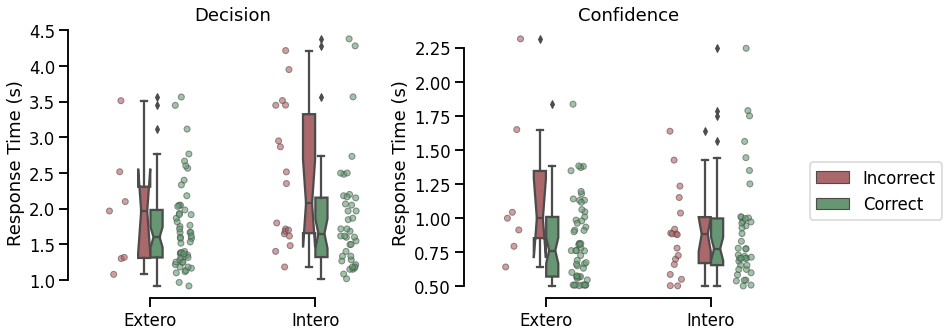 Decision
Response Time (s)
4.5
4.0
3.5
3.0
2.5
2.0
1.5
1.0
Extero
Intero
Confidence
Response Time (s)
2.25
2.00
1.75
1.50
1.25
1.00
0.75
0.50
Extero
Intero
Incorrect
Correct